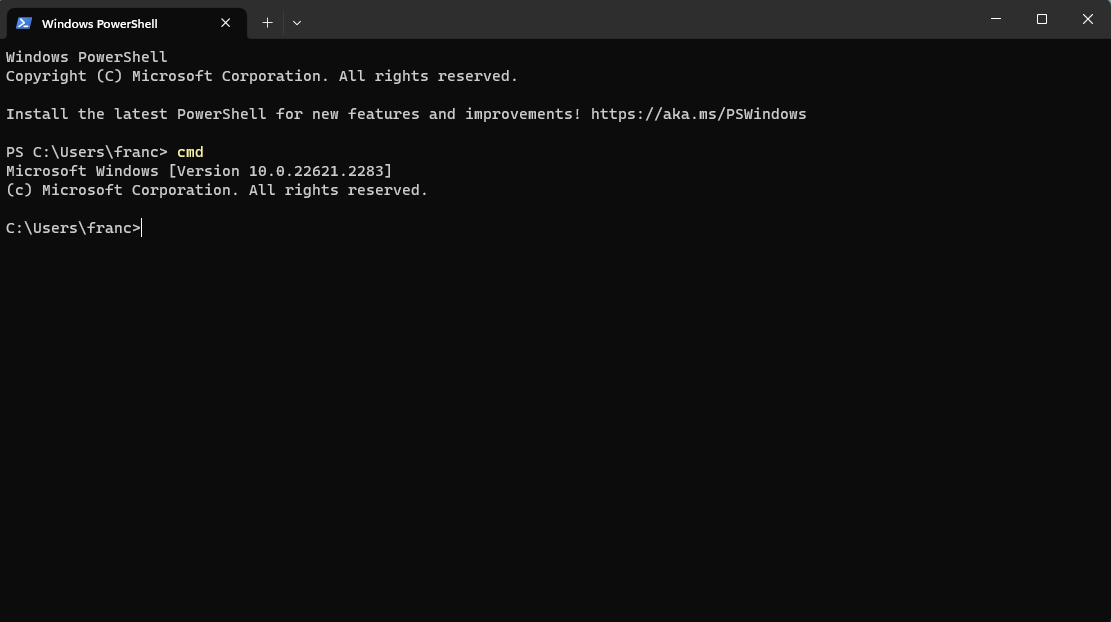 Windows PowerShell
Windows PowerShell
Copyright (C) Microsoft Corporation. All rights reserved.
Install the latest PowerShell for new features and improvements! https://aka.ms/PSWindows
PS C:\Users\franc> cmd
Microsoft Windows [Version 10.0.22621.2283]
(c) Microsoft Corporation. All rights reserved.
C:\Users\franc>